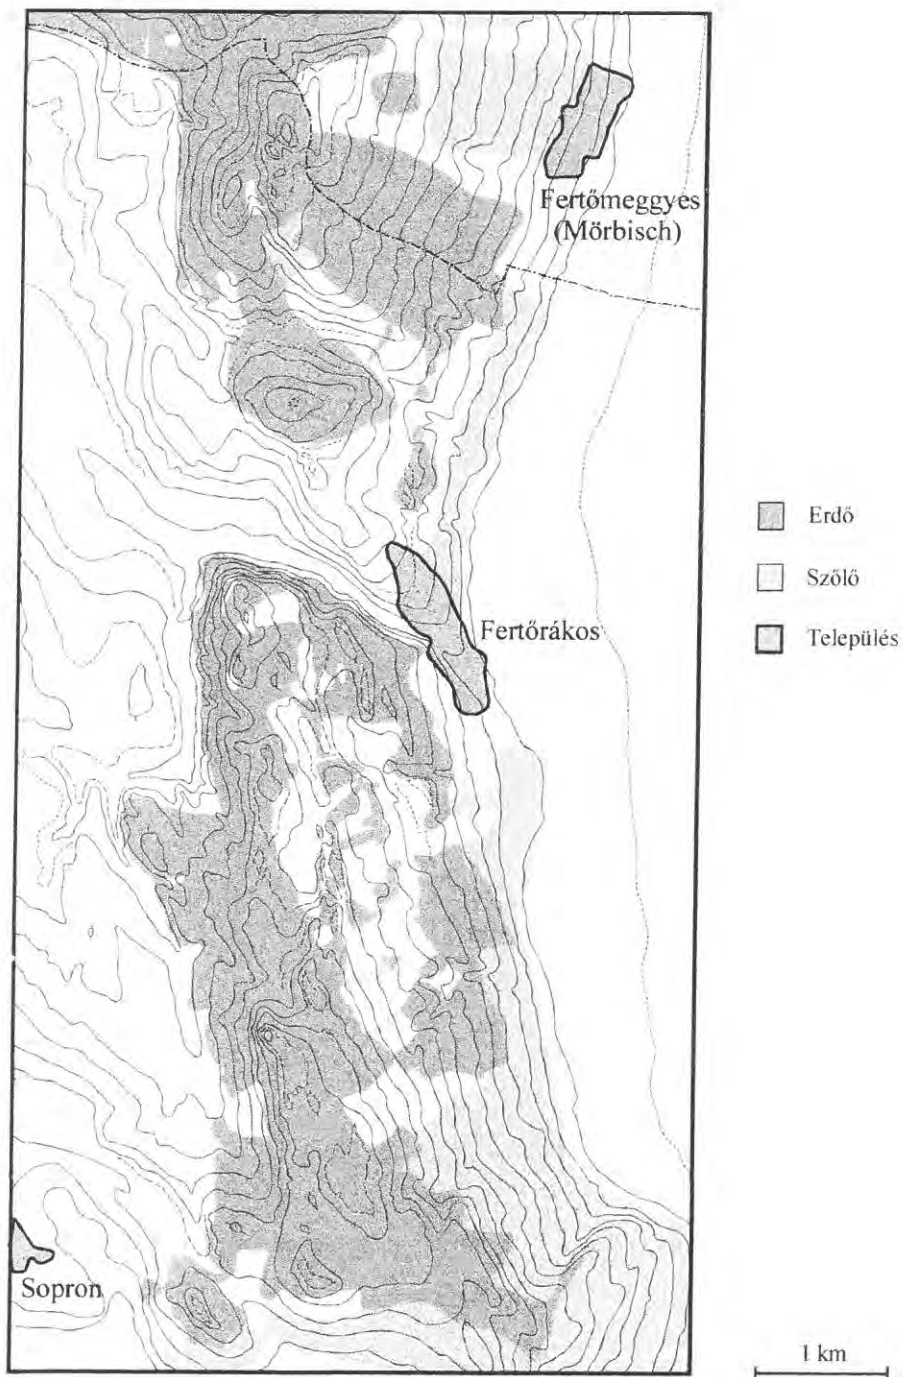 Fertőmeggyes
(Mörbisch)
Erdő
Szőlő
Település
Fertőrákos
Sopron
1 km